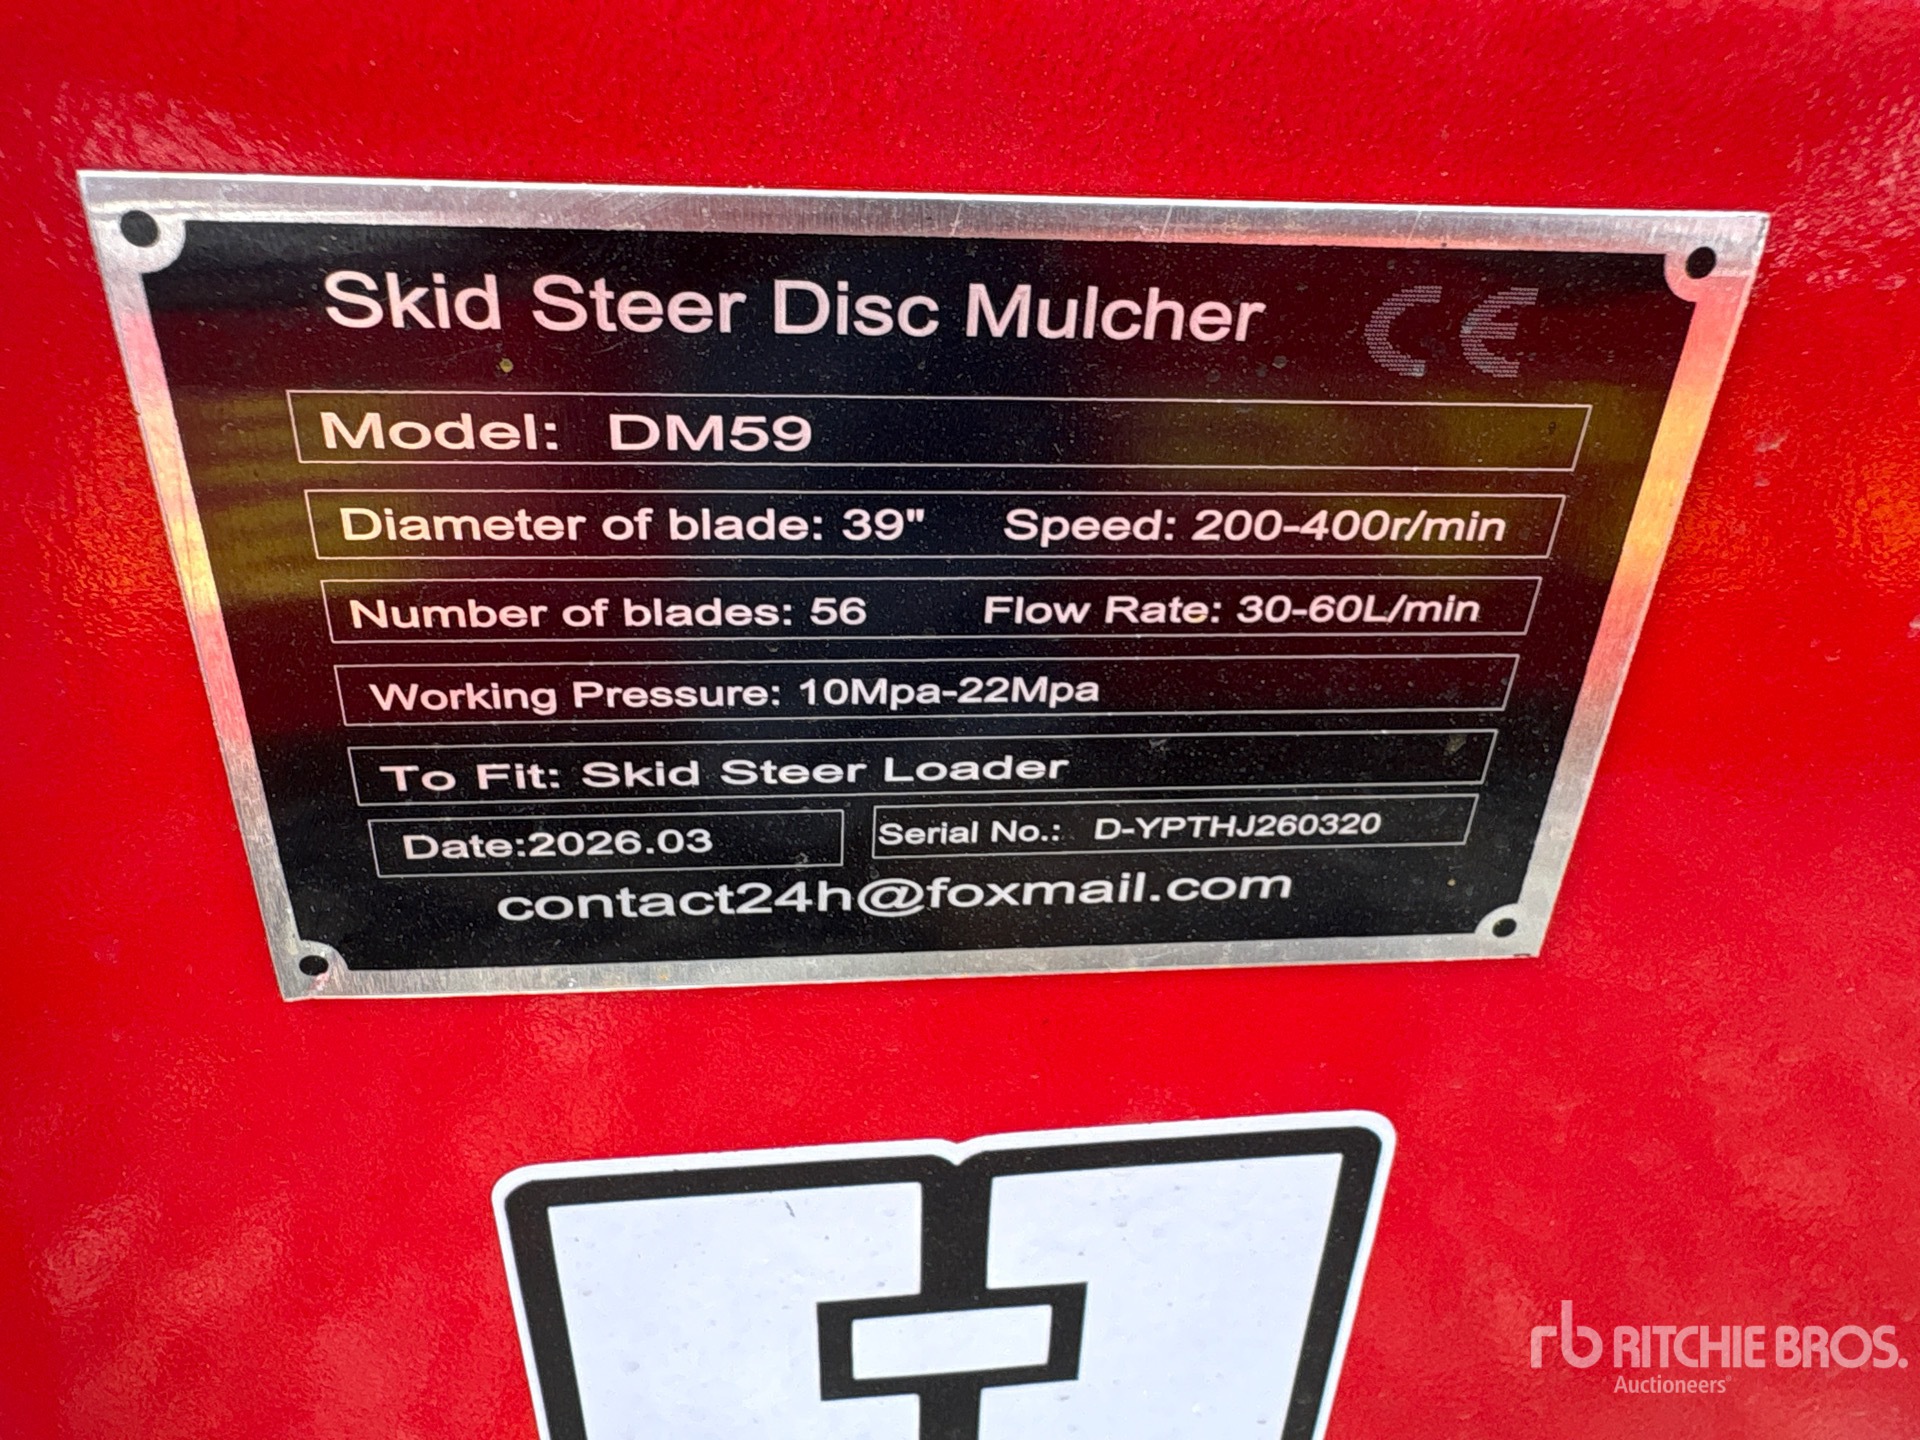 Skid Steer Disc Mulcher CE
Model: DM59
Diameter of blade: 39" Speed: 200-400r/min
Number of blades: 56 Flow Rate: 30-60L/min
Working Pressure: 10Mpa-22Mpa
To Fit: Skid Steer Loader
Date:2026.03 Serial No.: D-YPTHJ260320
contact24h@foxmail.com
rb RITCHIE BROS.
Auctioneers